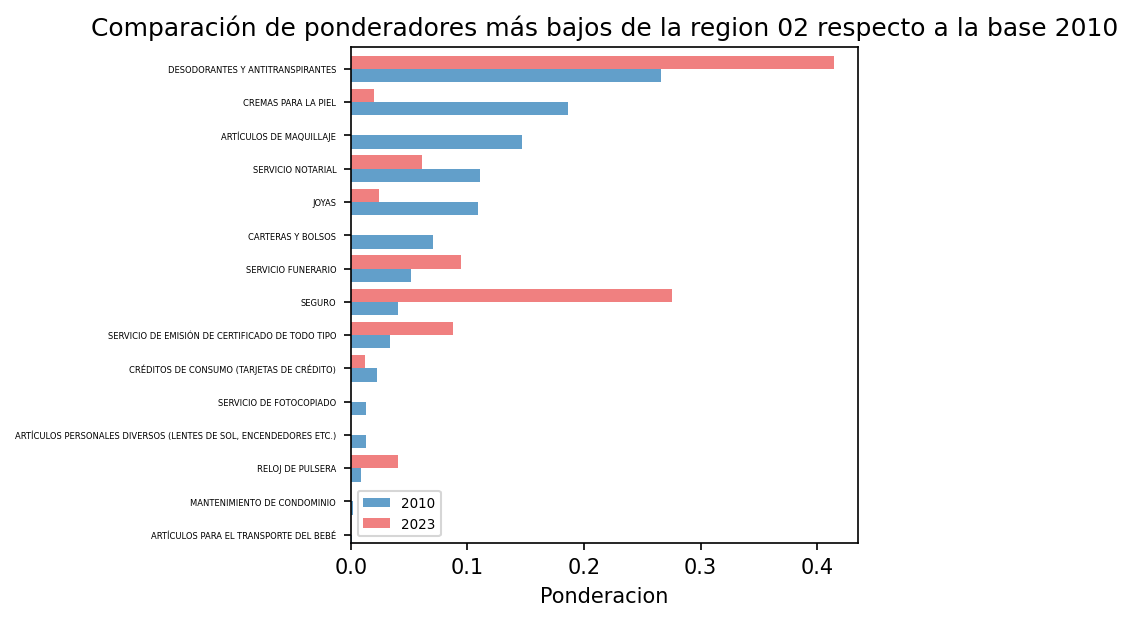 Comparación de ponderadores más bajos de la region 02 respecto a la base 2010
DESODORANTES Y ANTITRANSPIRANTES
CREMAS PARA LA PIEL
ARTÍCULOS DE MAQUILLAJE
SERVICIO NOTARIAL
JOYAS
CARTERAS Y BOLSOS
SERVICIO FUNERARIO
SEGURO
SERVICIO DE EMISIÓN DE CERTIFICADO DE TODO TIPO
CRÉDITOS DE CONSUMO (TARJETAS DE CRÉDITO)
SERVICIO DE FOTOCOPIADO
ARTÍCULOS PERSONALES DIVERSOS (LENTES DE SOL, ENCENDEDORES ETC.)
RELOJ DE PULSERA
MANTENIMIENTO DE CONDOMINIO
ARTÍCULOS PARA EL TRANSPORTE DEL BEBÉ
2010
2023
0.0 0.1 0.2 0.3 0.4
Ponderacion